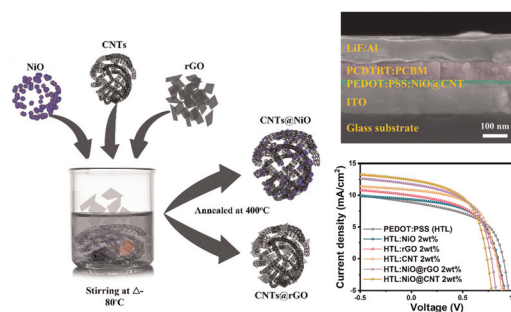 CNTs
NiO
rGO
CNTs@NiO
Annealed at 400°C
CNTs@rGO
Stirring at △-
80°C
LiF/Al
PCDTBT:PCBM
PEDOT:PSS:NiO@CNT
ITO
Glass substrate
100 nm
Current density (mA/cm²)
15
10
5
0
PEDOT:PSS (HTL)
HTL:NiO 2wt%
HTL:rGO 2wt%
HTL:CNT 2wt%
HTL:NiO@rGO 2wt%
HTL:NiO@CNT 2wt%
-0.5 0.0 0.5 1
Voltage (V)